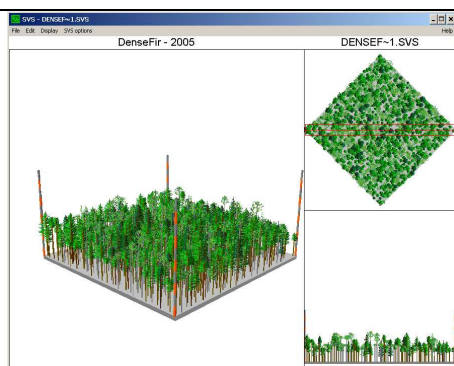 SVS - DENSEF~1.SVS
File Edit Display SVS options Help
DenseFir - 2005
DENSEF~1.SVS